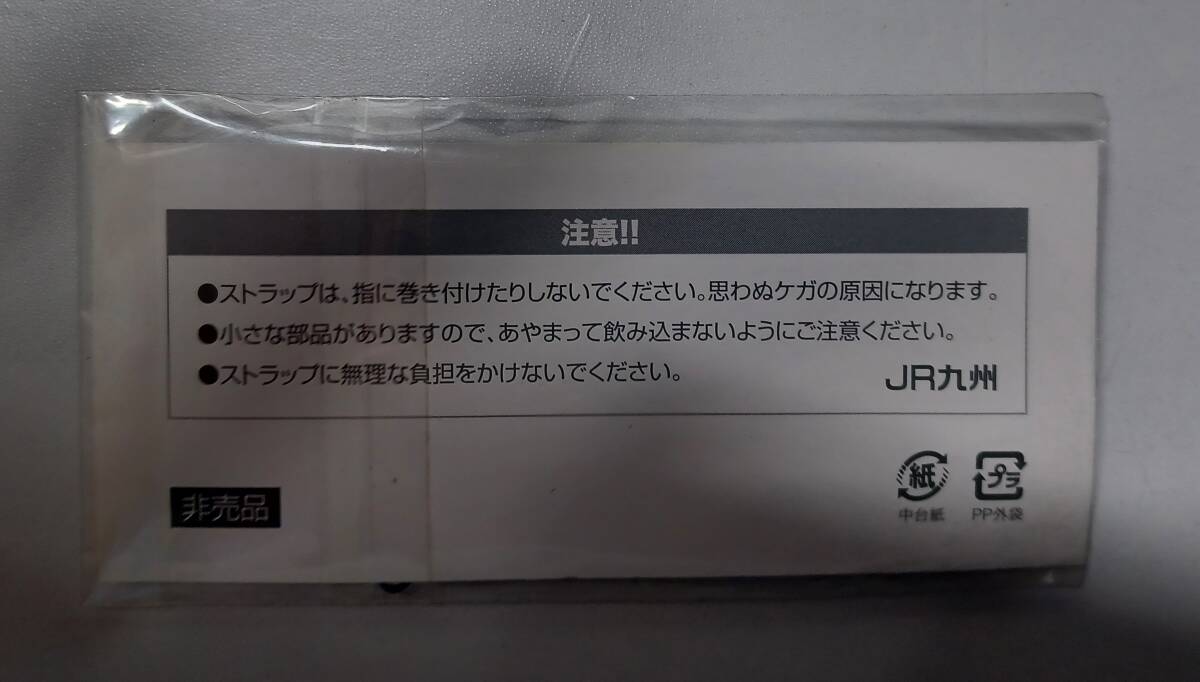 注意!!
●ストラップは、指に巻き付けたりしないでください。思わぬケガの原因になります。
●小さな部品がありますので、あやまって飲み込まないようにご注意ください。
●ストラップに無理な負担をかけないでください。
JR九州
紙 プラ
中台紙 PP外袋
非売品